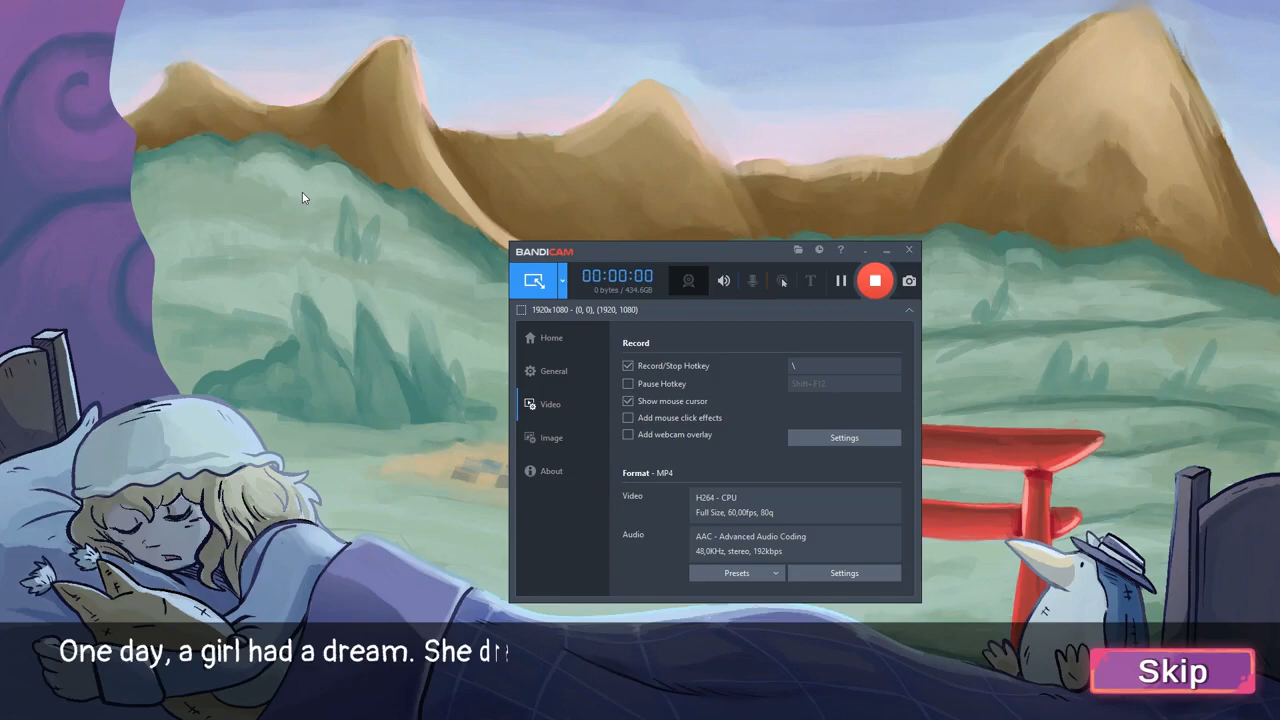 BANDICAM
?
00:00:00
0 bytes / 434.6GB
T
1920x1080 - (0, 0), (1920, 1080)
Home
General
Video
Image
About
Record
Record/Stop Hotkey
\
Pause Hotkey
Shift+F12
Show mouse cursor
Add mouse click effects
Add webcam overlay
Settings
Format - MP4
Video
H264 - CPU
Full Size, 60,00fps, 80q
Audio
AAC - Advanced Audio Coding
48,0KHz, stereo, 192kbps
Presets
Settings
One day, a girl had a dream. She
Skip